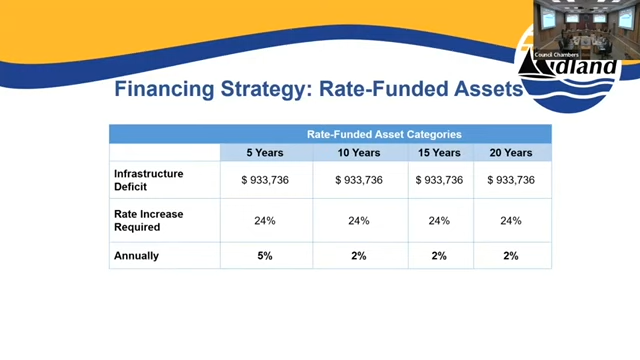 Council Chambers
dland
Financing Strategy: Rate-Funded Assets
Rate-Funded Asset Categories
5 Years 10 Years 15 Years 20 Years
Infrastructure
Deficit
$ 933,736 $ 933,736 $ 933,736 $ 933,736
Rate Increase
Required
24% 24% 24% 24%
Annually 5% 2% 2% 2%